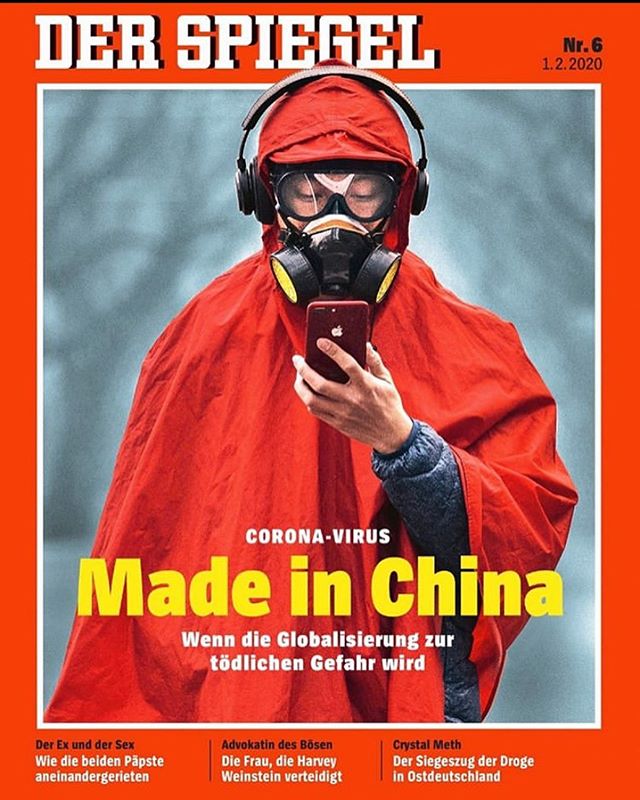 DER SPIEGEL
Nr. 6
1.2.2020
CORONA-VIRUS
Made in China
Wenn die Globalisierung zur
tödlichen Gefahr wird
Der Ex und der Sex
Wie die beiden Päpste
aneinandergerieten
Advokatin des Bösen
Die Frau, die Harvey
Weinstein verteidigt
Crystal Meth
Der Siegeszug der Droge
in Ostdeutschland